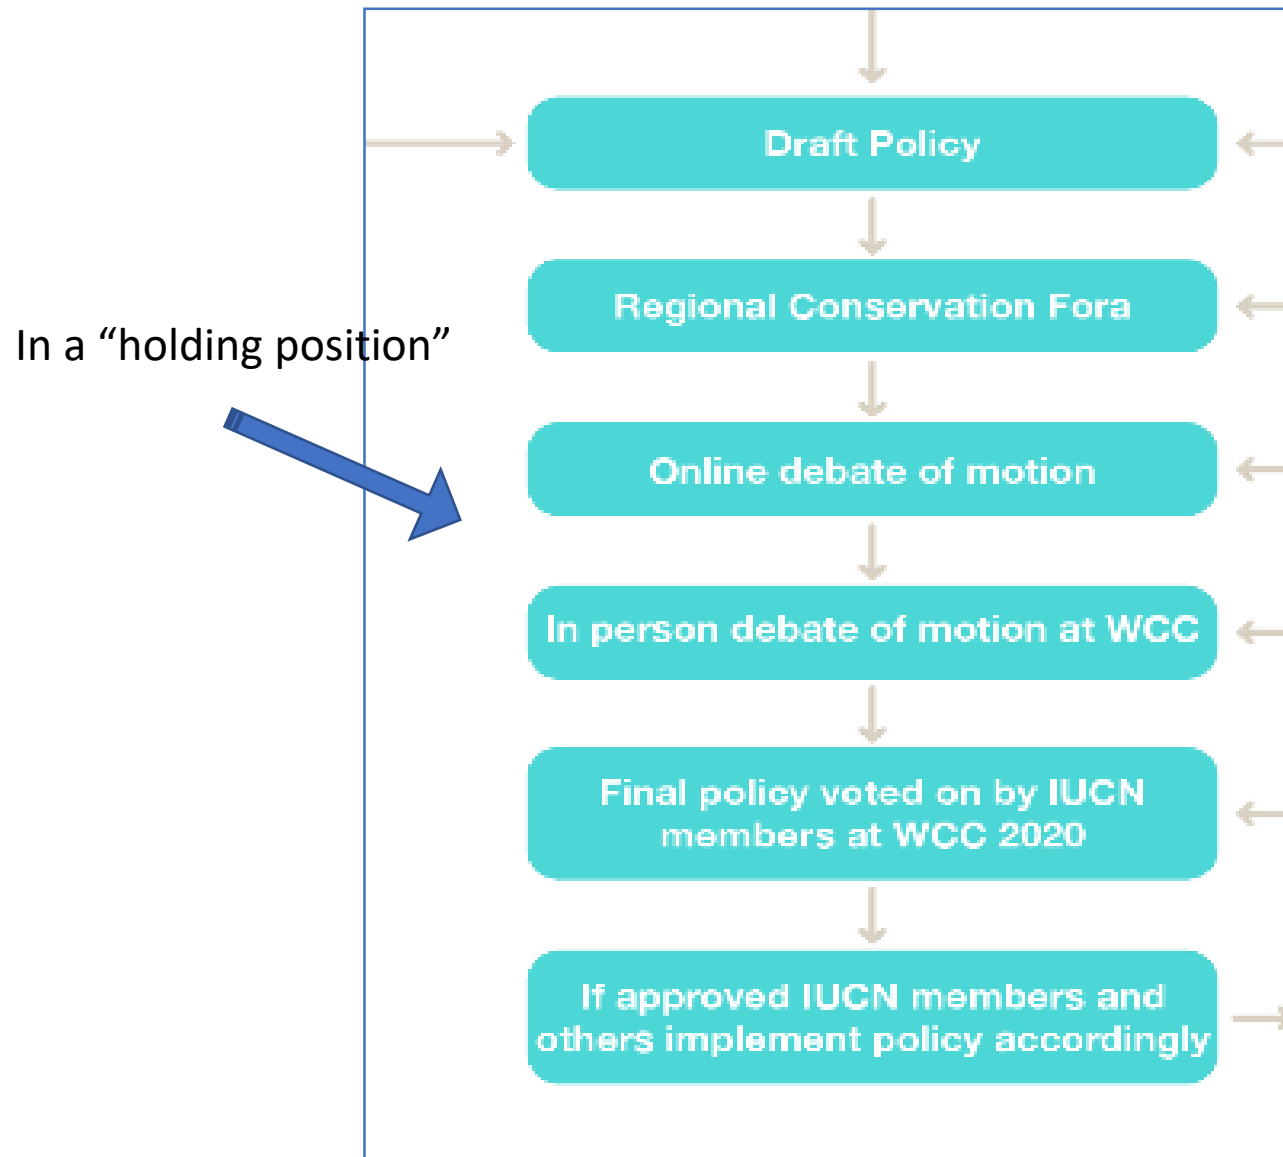 Draft Policy
Regional Conservation Fora
In a “holding position”
Online debate of motion
In person debate of motion at WCC
Final policy voted on by IUCN
members at WCC 2020
If approved IUCN members and
others implement policy accordingly